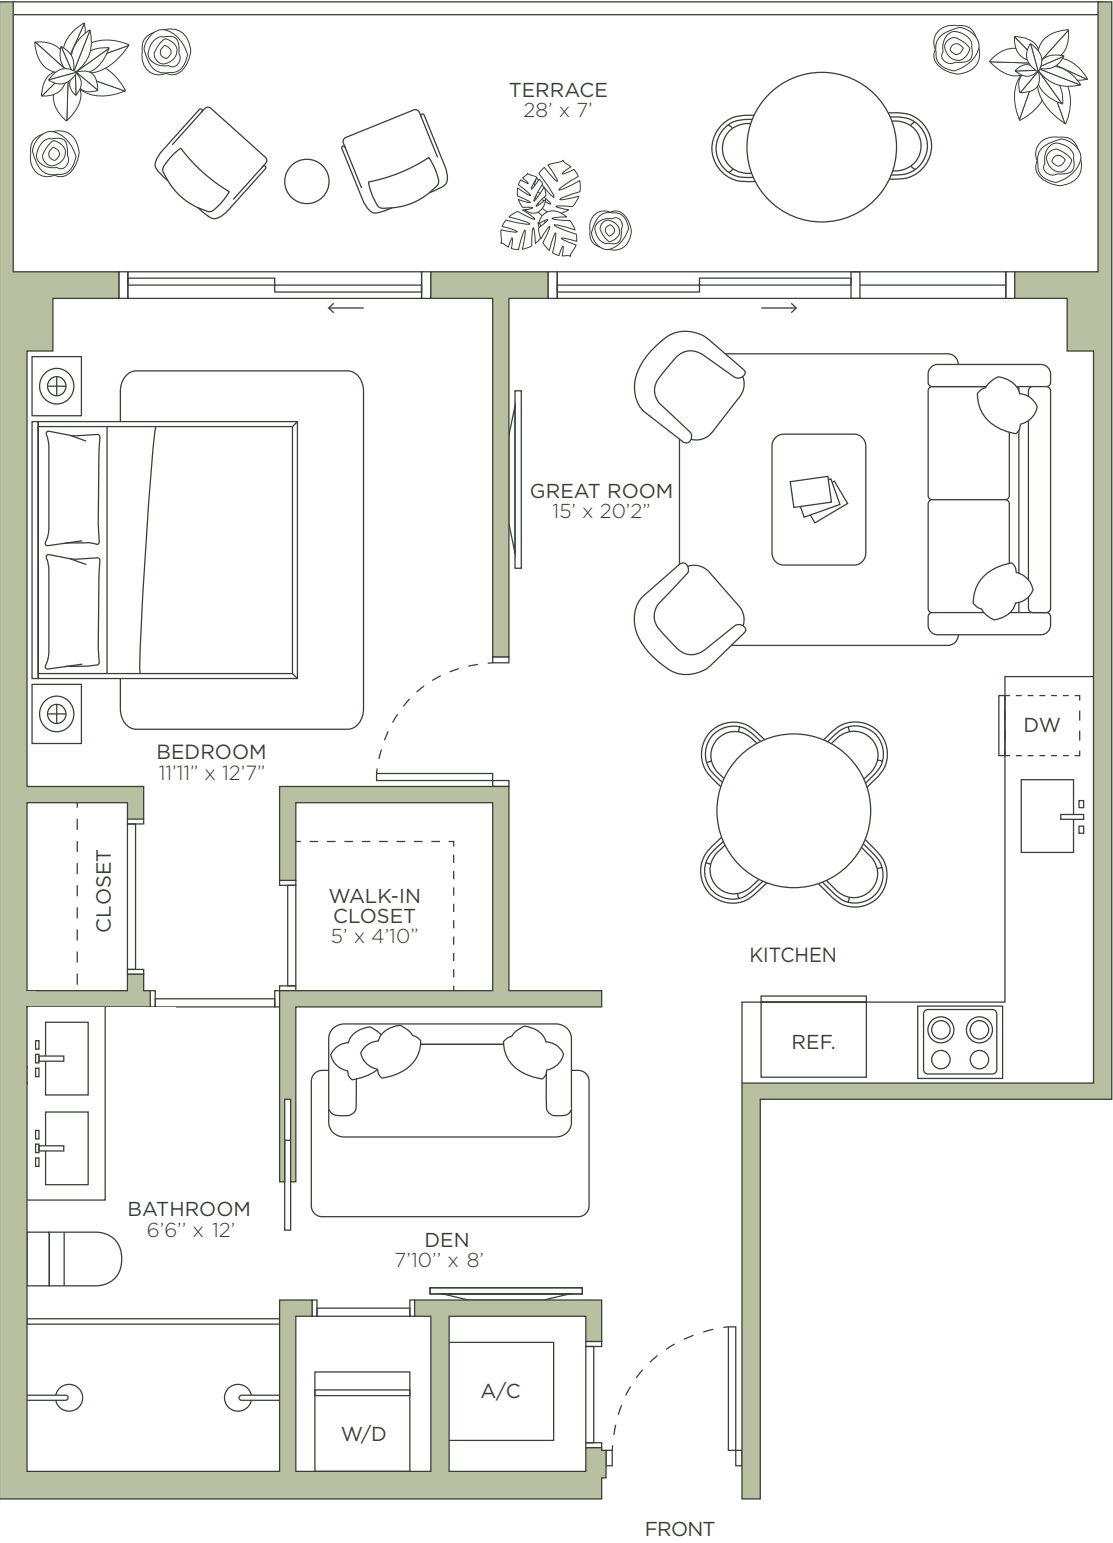 TERRACE
28’ x 7’
GREAT ROOM
15’ x 20’2”
DW
BEDROOM
11’11” x 12’7”
CLOSET
WALK-IN
CLOSET
5’ x 4’10”
KITCHEN
REF.
BATHROOM
6’6” x 12’
DEN
7’10” x 8’
A/C
W/D
FRONT